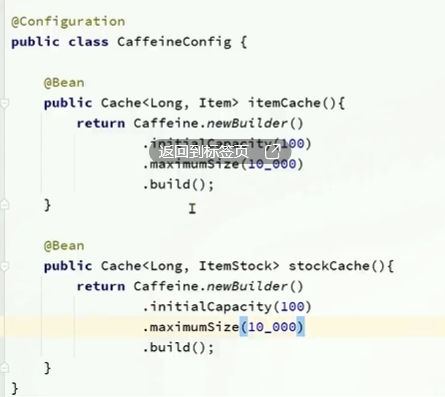 @Configuration
public class CaffeineConfig {
@Bean
public Cache<Long, Item> itemCache(){
return Caffeine.newBuilder()
.initialCapacity(100)
返回到标签页
.maximumSize(10_000)
.build();
}
@Bean
public Cache<Long, ItemStock> stockCache(){
return Caffeine.newBuilder()
.initialCapacity(100)
.maximumSize(10_000)
.build();
}
}